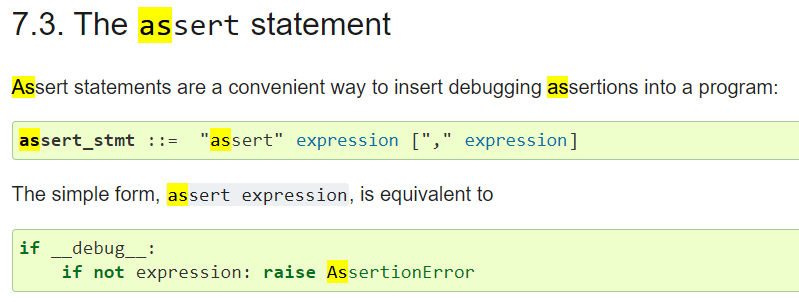 7.3. The assert statement
Assert statements are a convenient way to insert debugging assertions into a program:
assert_stmt ::=  "assert" expression ["," expression]
The simple form, assert expression, is equivalent to
if __debug__:
    if not expression: raise AssertionError